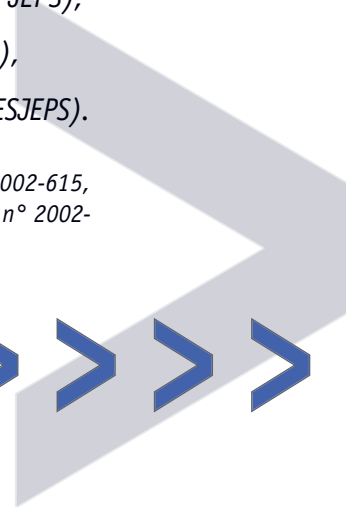 JEPS),
),
ESJEPS).
002-615,
n° 2002-